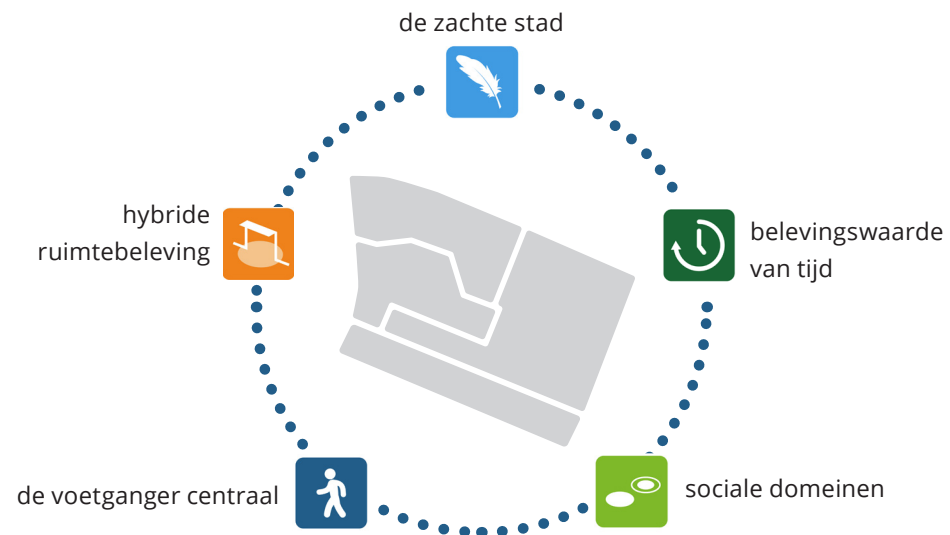 de zachte stad
hybride
ruimtebeleving
belevingswaarde
van tijd
de voetganger centraal
sociale domeinen